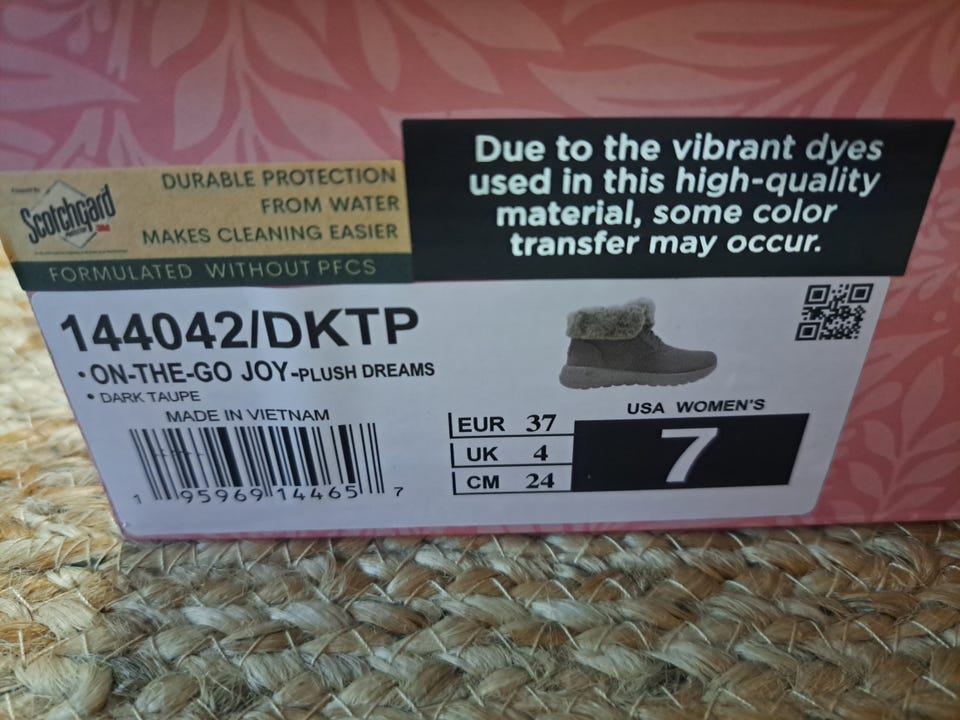 Scotchgard
PROTECTOR 3M
DURABLE PROTECTION
FROM WATER
MAKES CLEANING EASIER
FORMULATED WITHOUT PFCS
Due to the vibrant dyes
used in this high-quality
material, some color
transfer may occur.
144042/DKTP
• ON-THE-GO JOY-PLUSH DREAMS
• DARK TAUPE
MADE IN VIETNAM
1 95969 14465 7
EUR 37
UK 4
CM 24
USA WOMEN'S
7